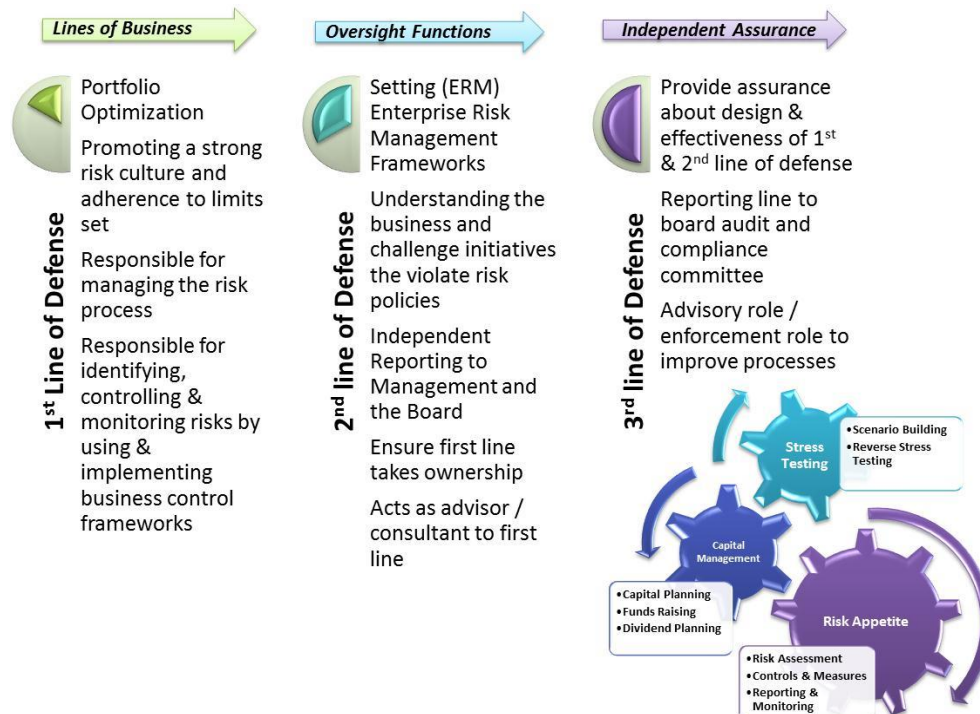 Lines of Business
Oversight Functions
Independent Assurance
1st Line of Defense
Portfolio
Optimization
Promoting a strong
risk culture and
adherence to limits
set
Responsible for
managing the risk
process
Responsible for
identifying,
controlling &
monitoring risks by
using &
implementing
business control
frameworks
2nd line of Defense
Setting (ERM)
Enterprise Risk
Management
Frameworks
Understanding the
business and
challenge initiatives
the violate risk
policies
Independent
Reporting to
Management and
the Board
Ensure first line
takes ownership
Acts as advisor /
consultant to first
line
3rd line of Defense
Provide assurance
about design &
effectiveness of 1st
& 2nd line of defense
Reporting line to
board audit and
compliance
committee
Advisory role /
enforcement role to
improve processes
Stress
Testing
•Scenario Building
•Reverse Stress
Testing
Capital
Management
•Capital Planning
•Funds Raising
•Dividend Planning
Risk Appetite
•Risk Assessment
•Controls & Measures
•Reporting &
Monitoring